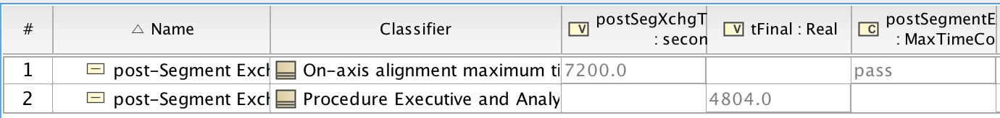 # △ Name Classifier V postSegXchgT V tFinal : Real C postSegmentE
: secon : MaxTimeCo
1 post-Segment Exch On-axis alignment maximum ti 7200.0 pass
2 post-Segment Exch Procedure Executive and Analy 4804.0